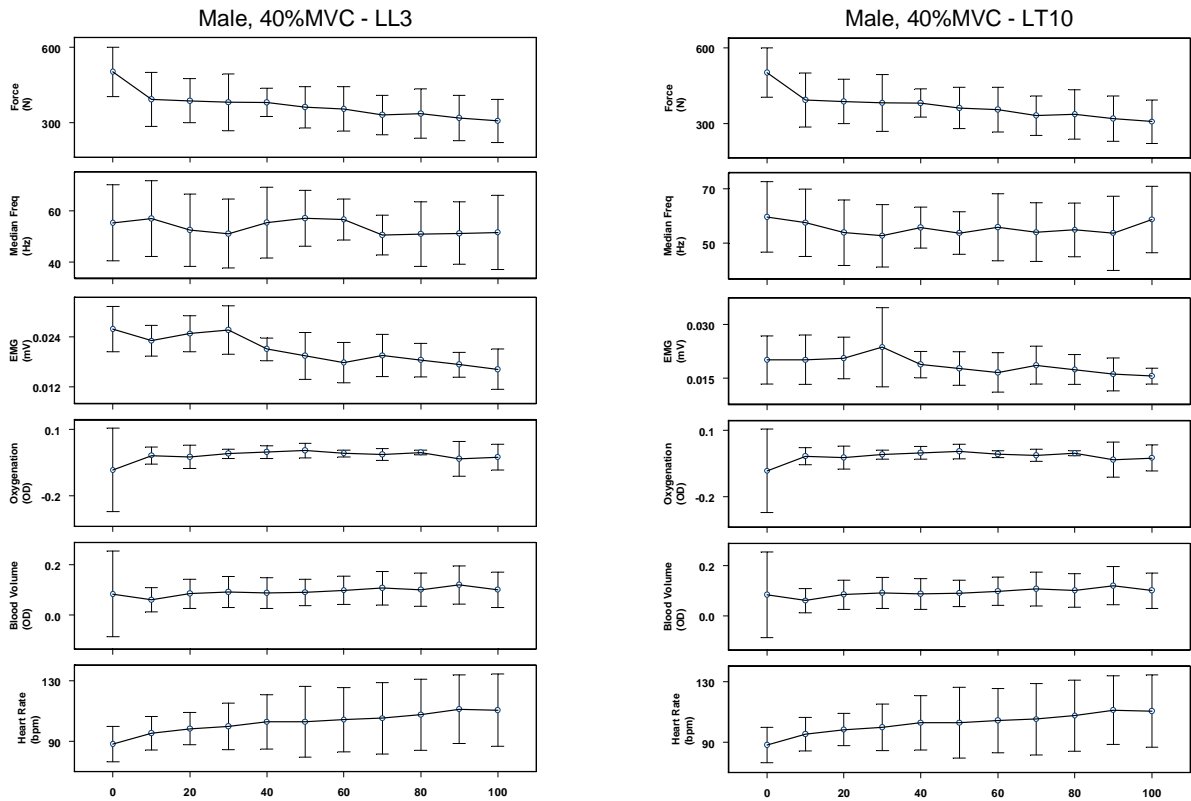 Male, 40%MVC - LL3
600
300
Force
(N)
60
40
Median Freq
(Hz)
0.024
0.012
EMG
(mV)
0.1
-0.2
Oxygenation
(OD)
0.2
0.0
Blood Volume
(OD)
130
90
Heart Rate
(bpm)
0 20 40 60 80 100
Male, 40%MVC - LT10
600
300
Force
(N)
70
50
Median Freq
(Hz)
0.030
0.015
EMG
(mV)
0.1
-0.2
Oxygenation
(OD)
0.2
0.0
Blood Volume
(OD)
130
90
Heart Rate
(bpm)
0 20 40 60 80 100